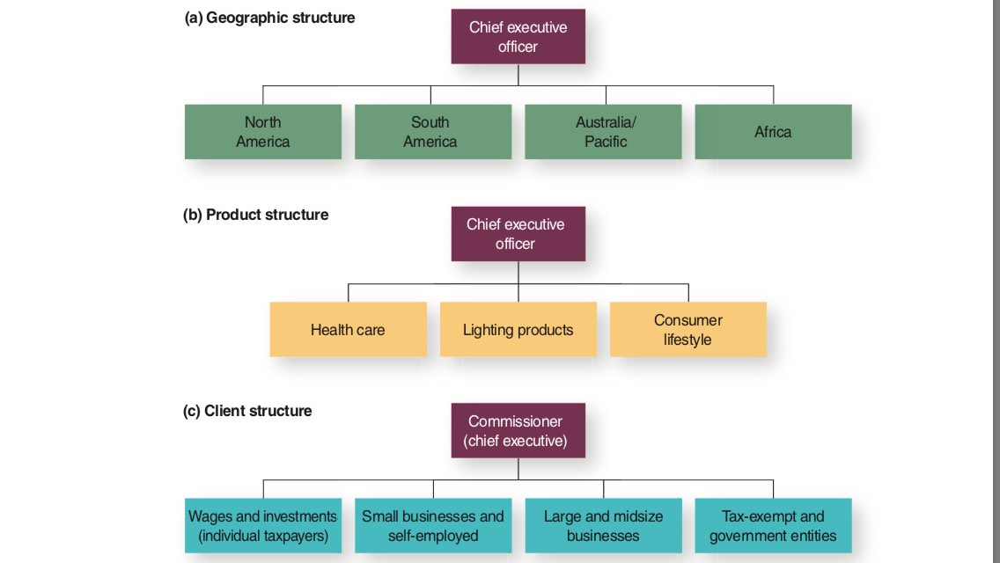 (a) Geographic structure
Chief executive
officer
North
America
South
America
Australia/
Pacific
Africa
(b) Product structure
Chief executive
officer
Health care
Lighting products
Consumer
lifestyle
(c) Client structure
Commissioner
(chief executive)
Wages and investments
(individual taxpayers)
Small businesses and
self-employed
Large and midsize
businesses
Tax-exempt and
government entities